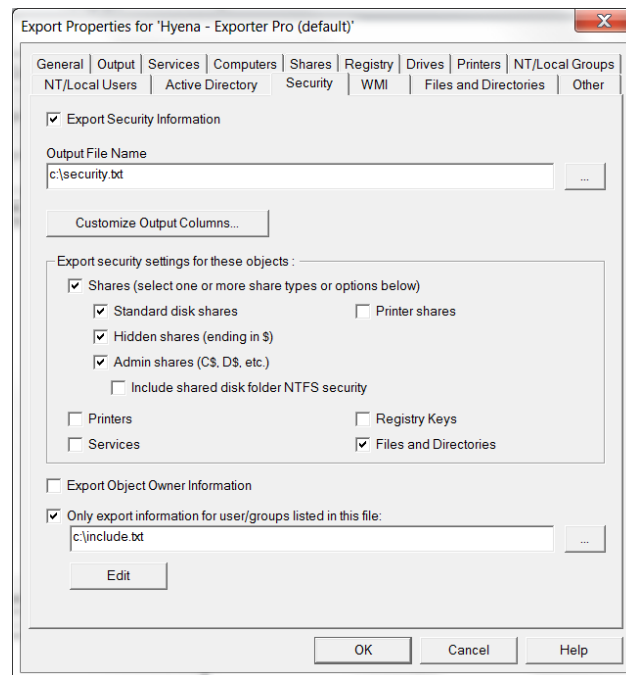 Export Properties for 'Hyena - Exporter Pro (default)'
General Output Services Computers Shares Registry Drives Printers NT/Local Groups
NT/Local Users Active Directory Security WMI Files and Directories Other
Export Security Information
Output File Name
c:\security.txt
...
Customize Output Columns...
Export security settings for these objects :
Shares (select one or more share types or options below)
Standard disk shares Printer shares
Hidden shares (ending in $)
Admin shares (C$, D$, etc.)
Include shared disk folder NTFS security
Printers Registry Keys
Services Files and Directories
Export Object Owner Information
Only export information for user/groups listed in this file:
c:\include.txt
...
Edit
OK Cancel Help